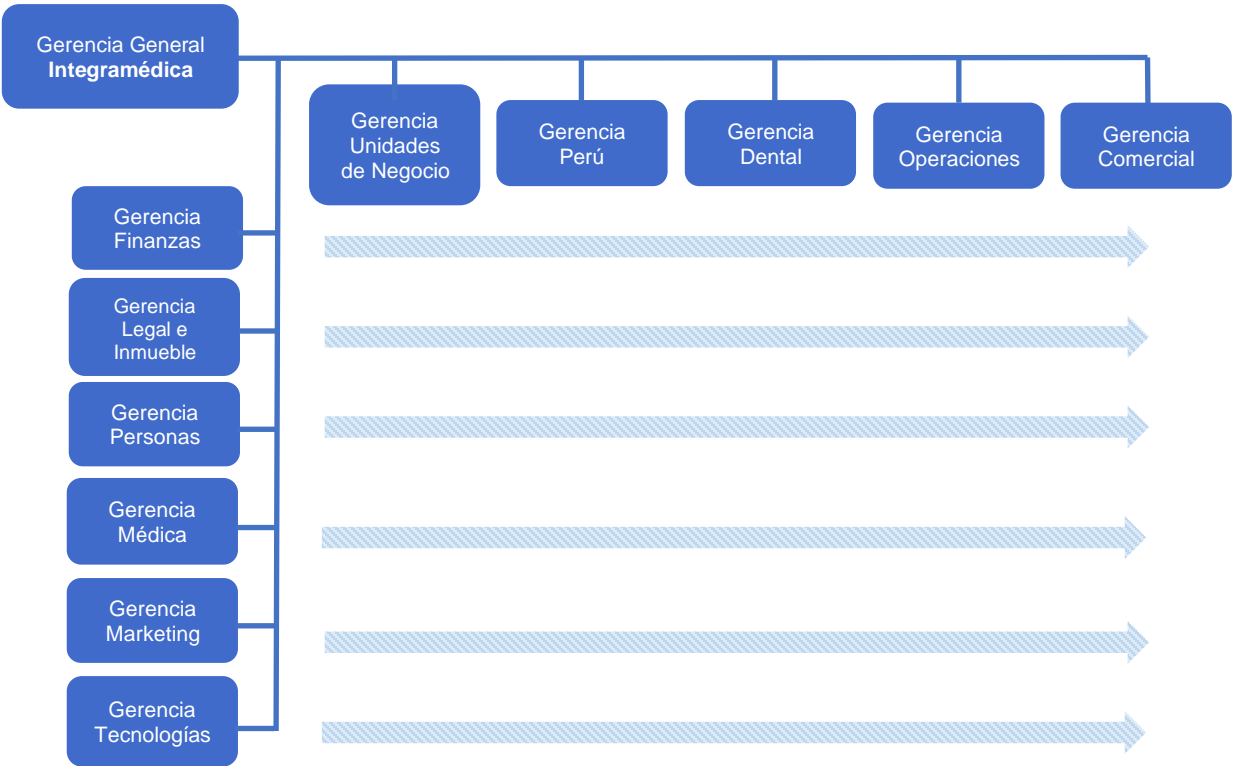 Gerencia General
Integramédica
Gerencia
Unidades
de Negocio
Gerencia
Perú
Gerencia
Dental
Gerencia
Operaciones
Gerencia
Comercial
Gerencia
Finanzas
Gerencia
Legal e
Inmueble
Gerencia
Personas
Gerencia
Médica
Gerencia
Marketing
Gerencia
Tecnologías